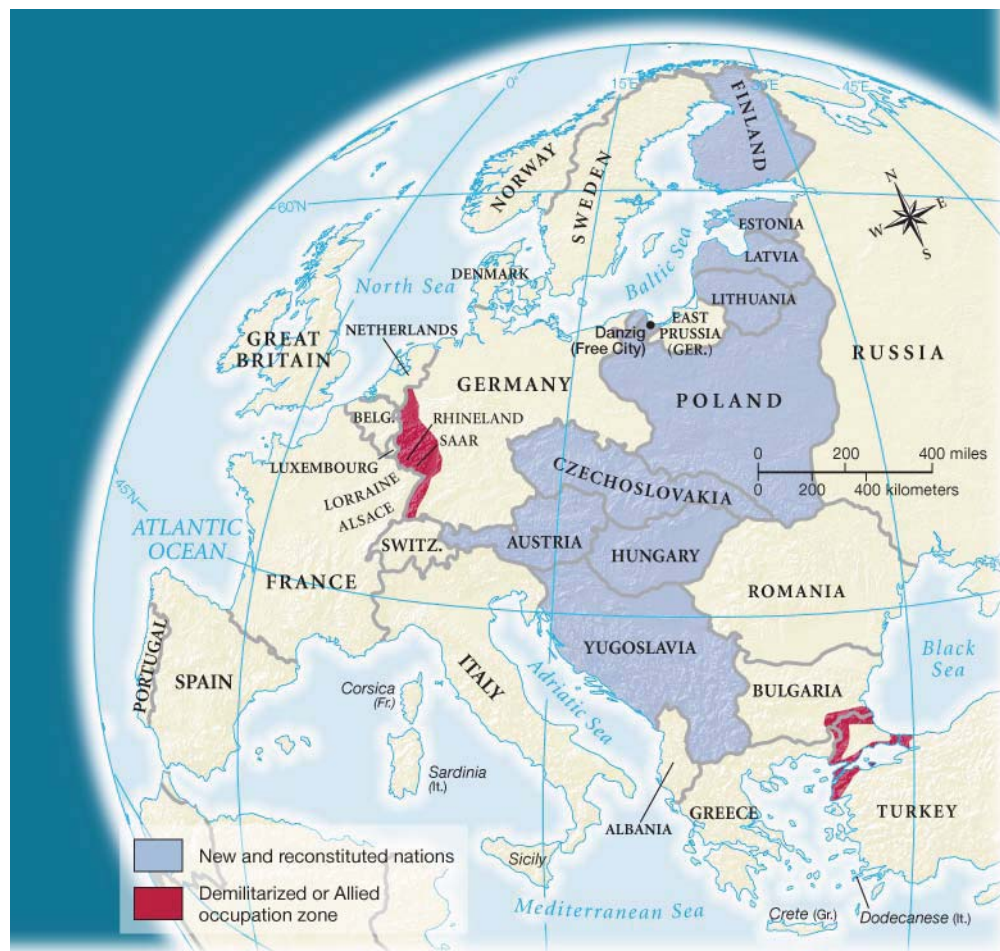 0°
15°E
30°E
45°E
FINLAND
NORWAY
SWEDEN
60°N
N
E
W
S
ESTONIA
Baltic Sea
LATVIA
DENMARK
North Sea
LITHUANIA
NETHERLANDS
EAST
PRUSSIA
(GER.)
Danzig
(Free City)
GREAT
BRITAIN
RUSSIA
GERMANY
POLAND
BELG.
RHINELAND
SAAR
LUXEMBOURG
LORRAINE
ALSACE
CZECHOSLOVAKIA
0 200 400 miles
0 200 400 kilometers
45°N
ATLANTIC
OCEAN
SWITZ.
AUSTRIA
HUNGARY
FRANCE
ROMANIA
YUGOSLAVIA
Black
Sea
PORTUGAL
SPAIN
ITALY
Adriatic Sea
Corsica
(Fr.)
BULGARIA
Sardinia
(It.)
ALBANIA
GREECE
TURKEY
Sicily
Mediterranean Sea
Crete (Gr.)
Dodecanese (It.)
New and reconstituted nations
Demilitarized or Allied
occupation zone